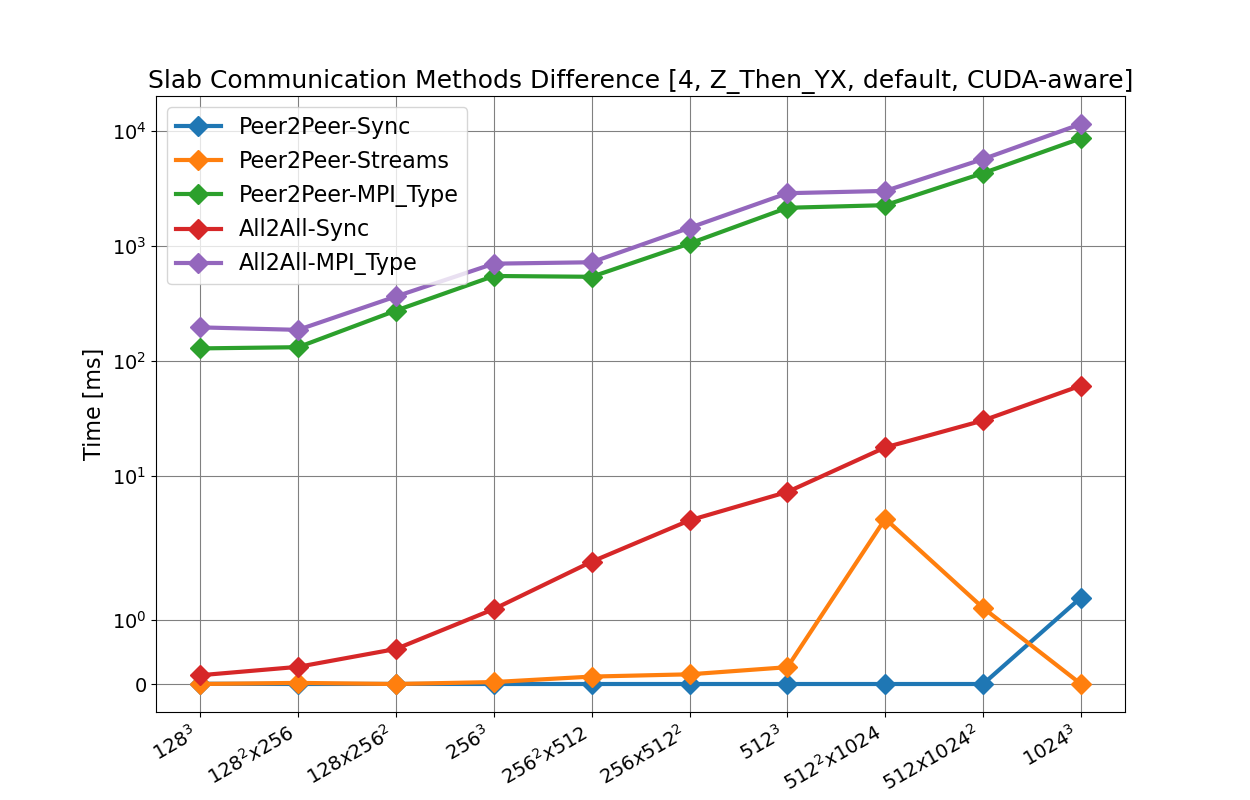 Slab Communication Methods Difference [4, Z_Then_YX, default, CUDA-aware]
Peer2Peer-Sync
Peer2Peer-Streams
Peer2Peer-MPI_Type
All2All-Sync
All2All-MPI_Type
Time [ms]
10⁴
10³
10²
10¹
10⁰
0
128³
128²x256
128x256²
256³
256²x512
256x512²
512³
512²x1024
512x1024²
1024³